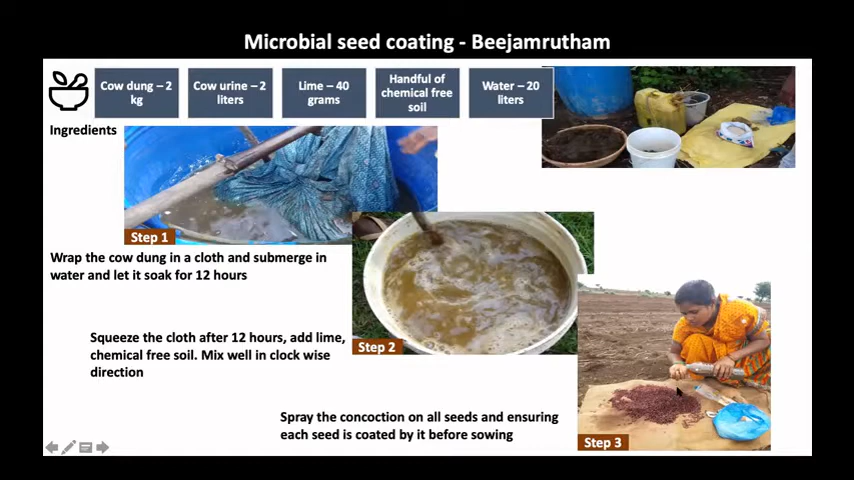 Microbial seed coating - Beejamrutham
Cow dung – 2
kg
Cow urine – 2
liters
Lime – 40
grams
Handful of
chemical free
soil
Water – 20
liters
Ingredients
Step 1
Wrap the cow dung in a cloth and submerge in
water and let it soak for 12 hours
Squeeze the cloth after 12 hours, add lime,
chemical free soil. Mix well in clock wise
direction
Step 2
Spray the concoction on all seeds and ensuring
each seed is coated by it before sowing
Step 3